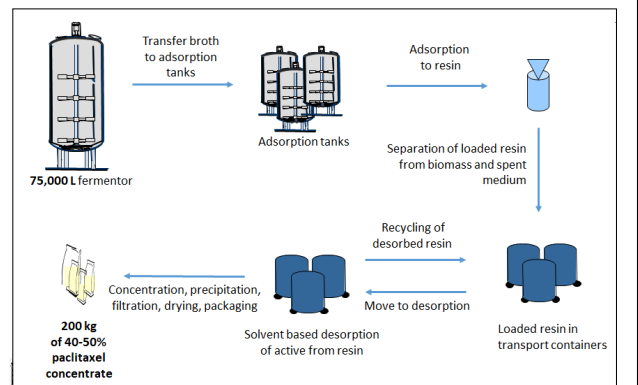 Transfer broth
to adsorption
tanks
Adsorption
to resin
75,000 L fermentor
Adsorption tanks
Separation of loaded resin
from biomass and spent
medium
Recycling of
desorbed resin
Concentration, precipitation,
filtration, drying, packaging
Move to desorption
200 kg
of 40-50%
paclitaxel
concentrate
Solvent based desorption
of active from resin
Loaded resin in
transport containers